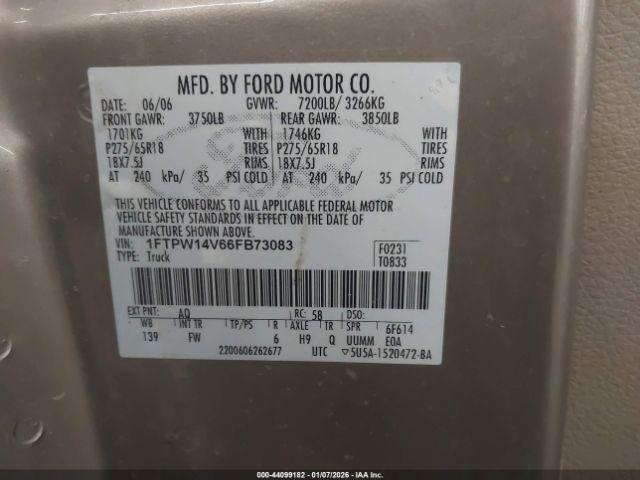 MFD. BY FORD MOTOR CO.
DATE: 06/06 GVWR: 7200LB/ 3266KG
FRONT GAWR: 3750LB REAR GAWR: 3850LB
1701KG WITH 1746KG WITH
P275/65R18 TIRES P275/65R18 TIRES
18X7.5J RIMS 18X7.5J RIMS
AT 240 kPa/ 35 PSI COLD AT 240 kPa/ 35 PSI COLD
THIS VEHICLE CONFORMS TO ALL APPLICABLE FEDERAL MOTOR
VEHICLE SAFETY STANDARDS IN EFFECT ON THE DATE OF
MANUFACTURE SHOWN ABOVE.
VIN: 1FTPW14V66FB73083 F0231
TYPE: Truck T0833
EXT PNT: AQ RC: 58 DSO:
WB INT TR TP/PS R AXLE TR SPR 6F614
139 FW 6 H9 Q UUMM E0A
2200606262677 UTC ▽5U5A-1520472-BA
000-44099182 - 01/07/2026 - IAA Inc.